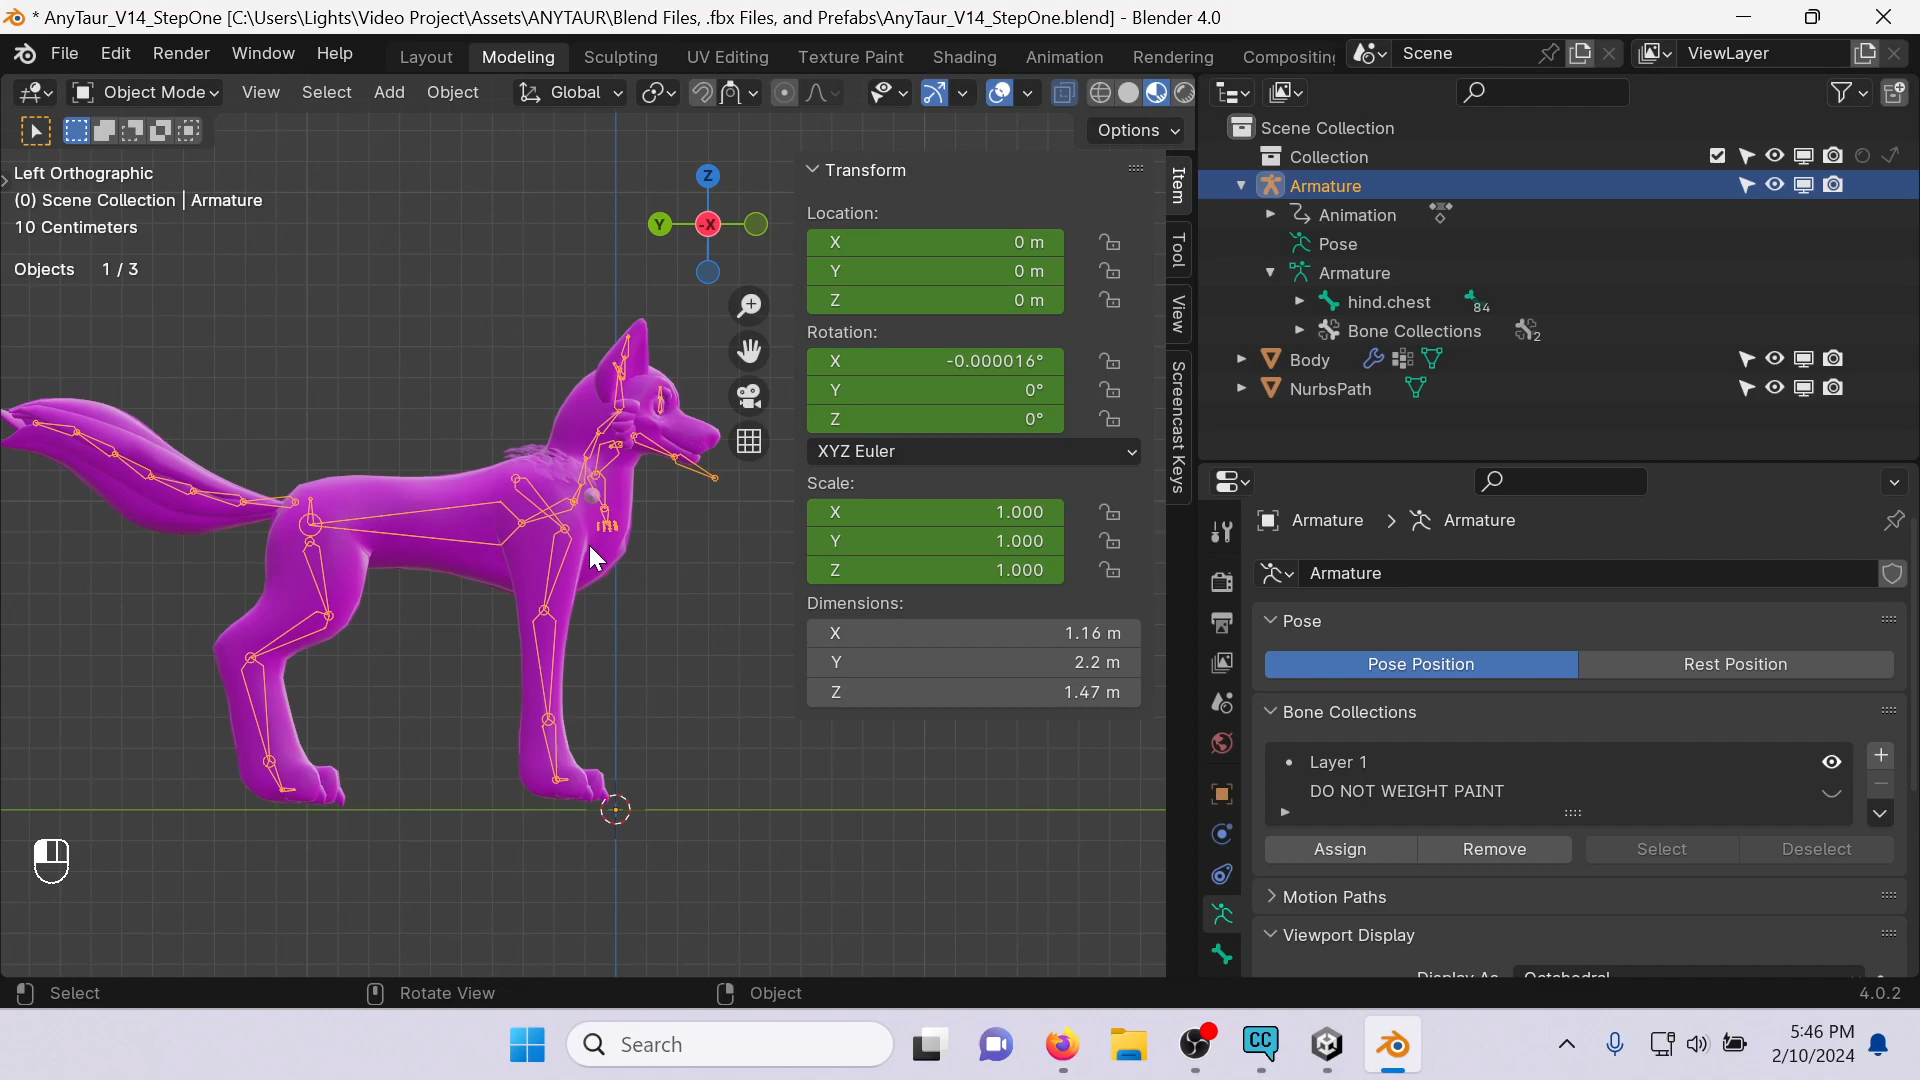 * AnyTaur_V14_StepOne [C:\Users\Lights\Video Project\Assets\ANYTAUR\Blend Files, .fbx Files, and Prefabs\AnyTaur_V14_StepOne.blend] - Blender 4.0
File Edit Render Window Help
Layout Modeling Sculpting UV Editing Texture Paint Shading Animation Rendering Compositing
Scene
ViewLayer
Object Mode View Select Add Object
Global
Options
Left Orthographic
(0) Scene Collection | Armature
10 Centimeters
Objects 1 / 3
Z
Y
-X
Transform
Location:
X 0 m
Y 0 m
Z 0 m
Rotation:
X -0.000016°
Y 0°
Z 0°
XYZ Euler
Scale:
X 1.000
Y 1.000
Z 1.000
Dimensions:
X 1.16 m
Y 2.2 m
Z 1.47 m
Item
Tool
View
Screencast Keys
Scene Collection
Collection
Armature
Animation
Pose
Armature
hind.chest 84
Bone Collections 2
Body
NurbsPath
Armature > Armature
Armature
Pose
Pose Position Rest Position
Bone Collections
Layer 1
DO NOT WEIGHT PAINT
Assign Remove Select Deselect
Motion Paths
Viewport Display
Display As Octahedral
Select Rotate View Object 4.0.2
Search
CC
5:46 PM
2/10/2024